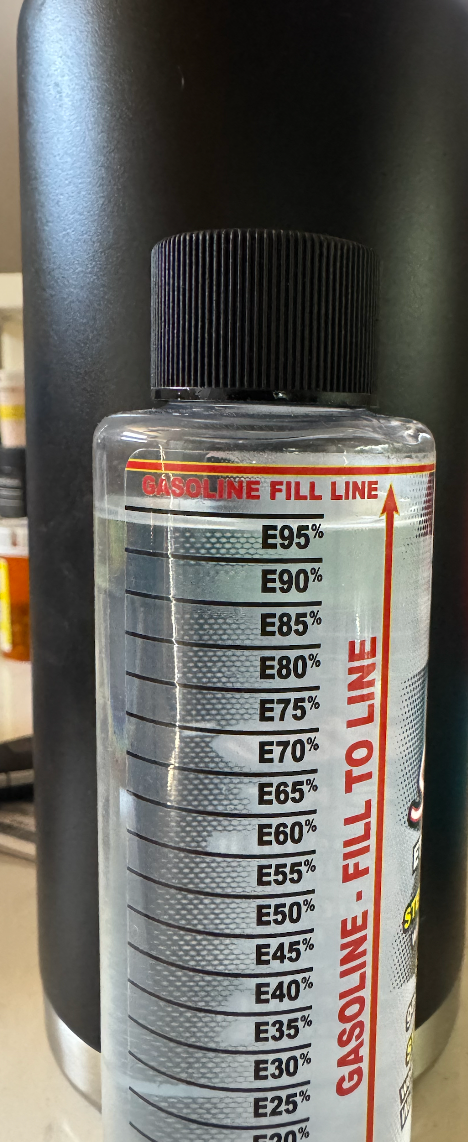 GASOLINE FILL LINE
E95%
E90%
E85%
E80%
E75%
E70%
E65%
E60%
E55%
E50%
E45%
E40%
E35%
E30%
E25%
E20%
GASOLINE - FILL TO LINE